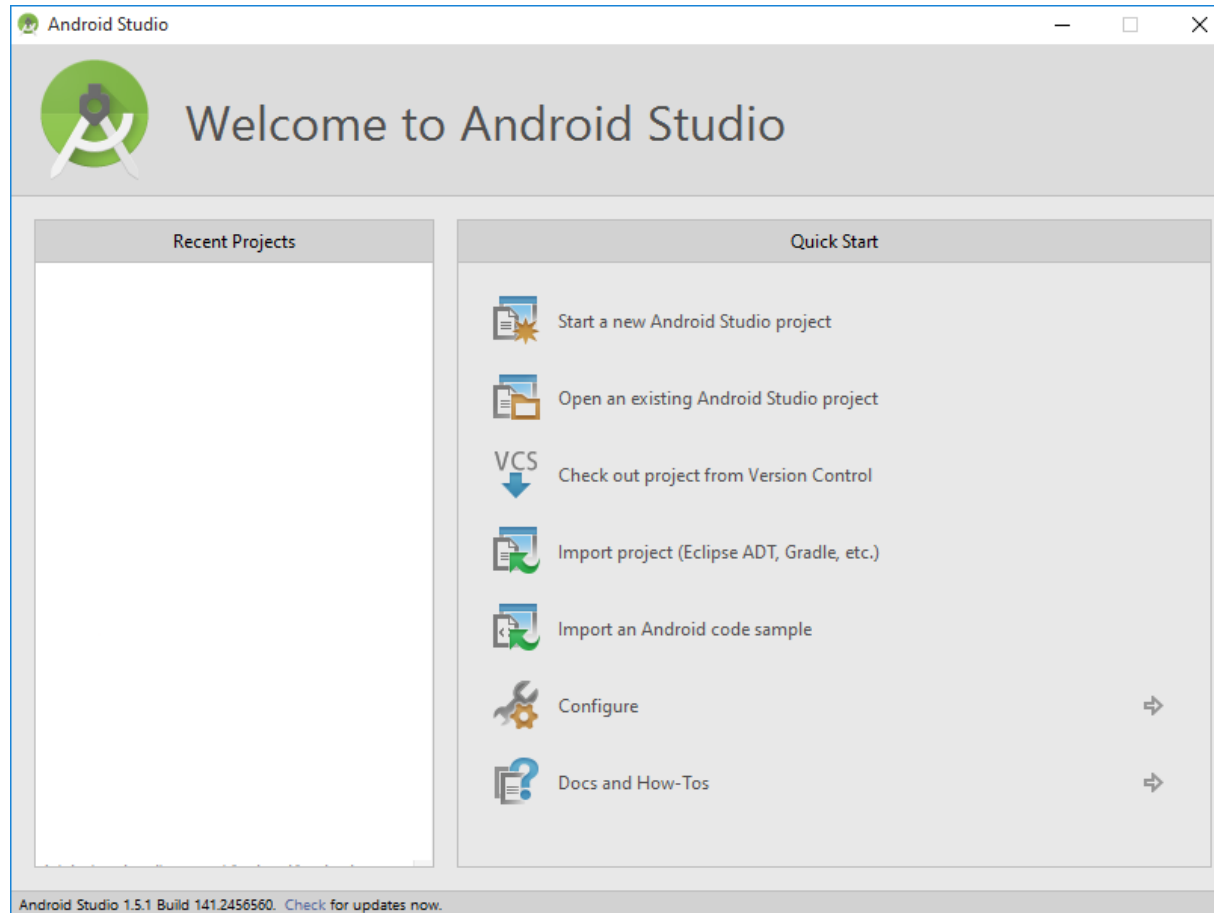 Android Studio
Welcome to Android Studio
Recent Projects
Quick Start
Start a new Android Studio project
Open an existing Android Studio project
VCS
Check out project from Version Control
Import project (Eclipse ADT, Gradle, etc.)
Import an Android code sample
Configure
Docs and How-Tos
Android Studio 1.5.1 Build 141.2456560. Check for updates now.